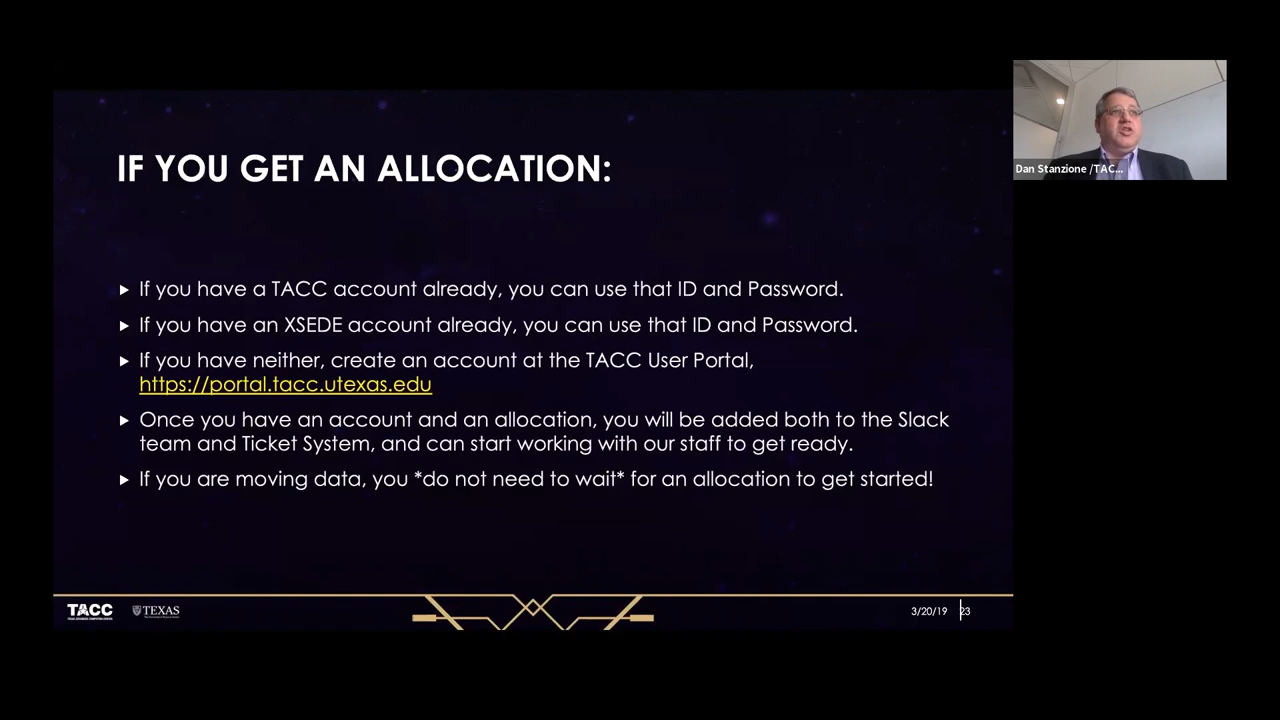 IF YOU GET AN ALLOCATION:
If you have a TACC account already, you can use that ID and Password.
If you have an XSEDE account already, you can use that ID and Password.
If you have neither, create an account at the TACC User Portal,
https://portal.tacc.utexas.edu
Once you have an account and an allocation, you will be added both to the Slack
team and Ticket System, and can start working with our staff to get ready.
If you are moving data, you *do not need to wait* for an allocation to get started!
TACC
TEXAS ADVANCED COMPUTING CENTER
TEXAS
3/20/19
23
Dan Stanzione /TAC...